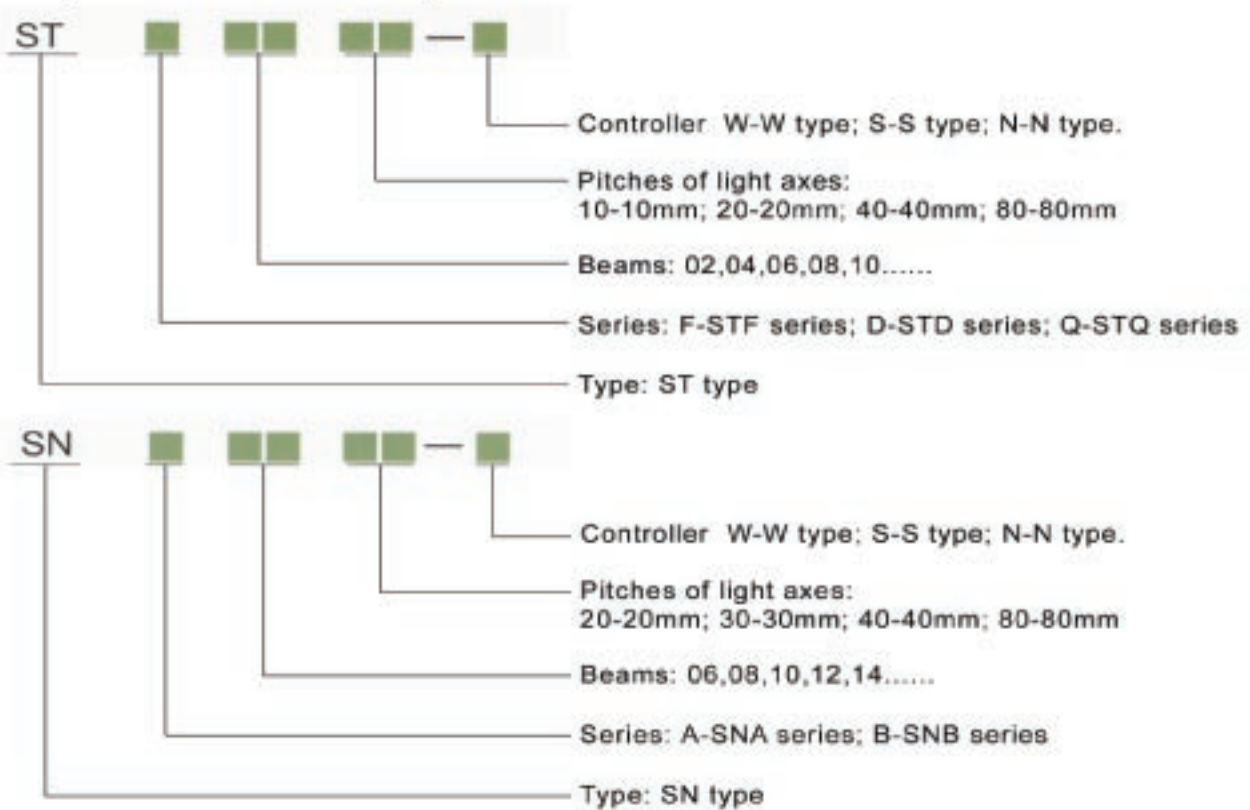 ST —
Controller W-W type; S-S type; N-N type.
Pitches of light axes:
10-10mm; 20-20mm; 40-40mm; 80-80mm
Beams: 02,04,06,08,10......
Series: F-STF series; D-STD series; Q-STQ series
Type: ST type
SN —
Controller W-W type; S-S type; N-N type.
Pitches of light axes:
20-20mm; 30-30mm; 40-40mm; 80-80mm
Beams: 06,08,10,12,14......
Series: A-SNA series; B-SNB series
Type: SN type